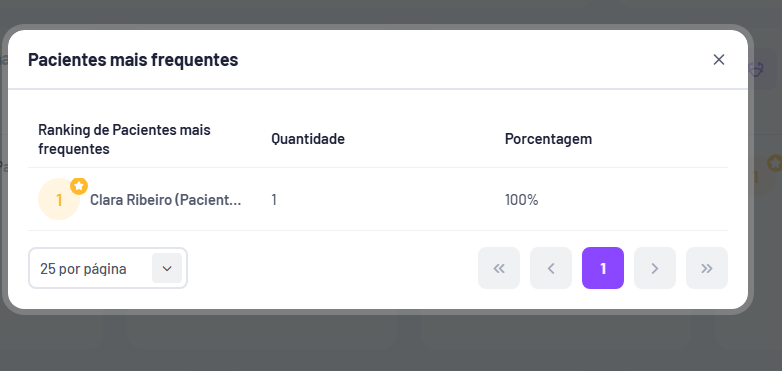 Pacientes mais frequentes
Ranking de Pacientes mais
frequentes
Quantidade
Porcentagem
1
Clara Ribeiro (Pacient...
1
100%
25 por página
1